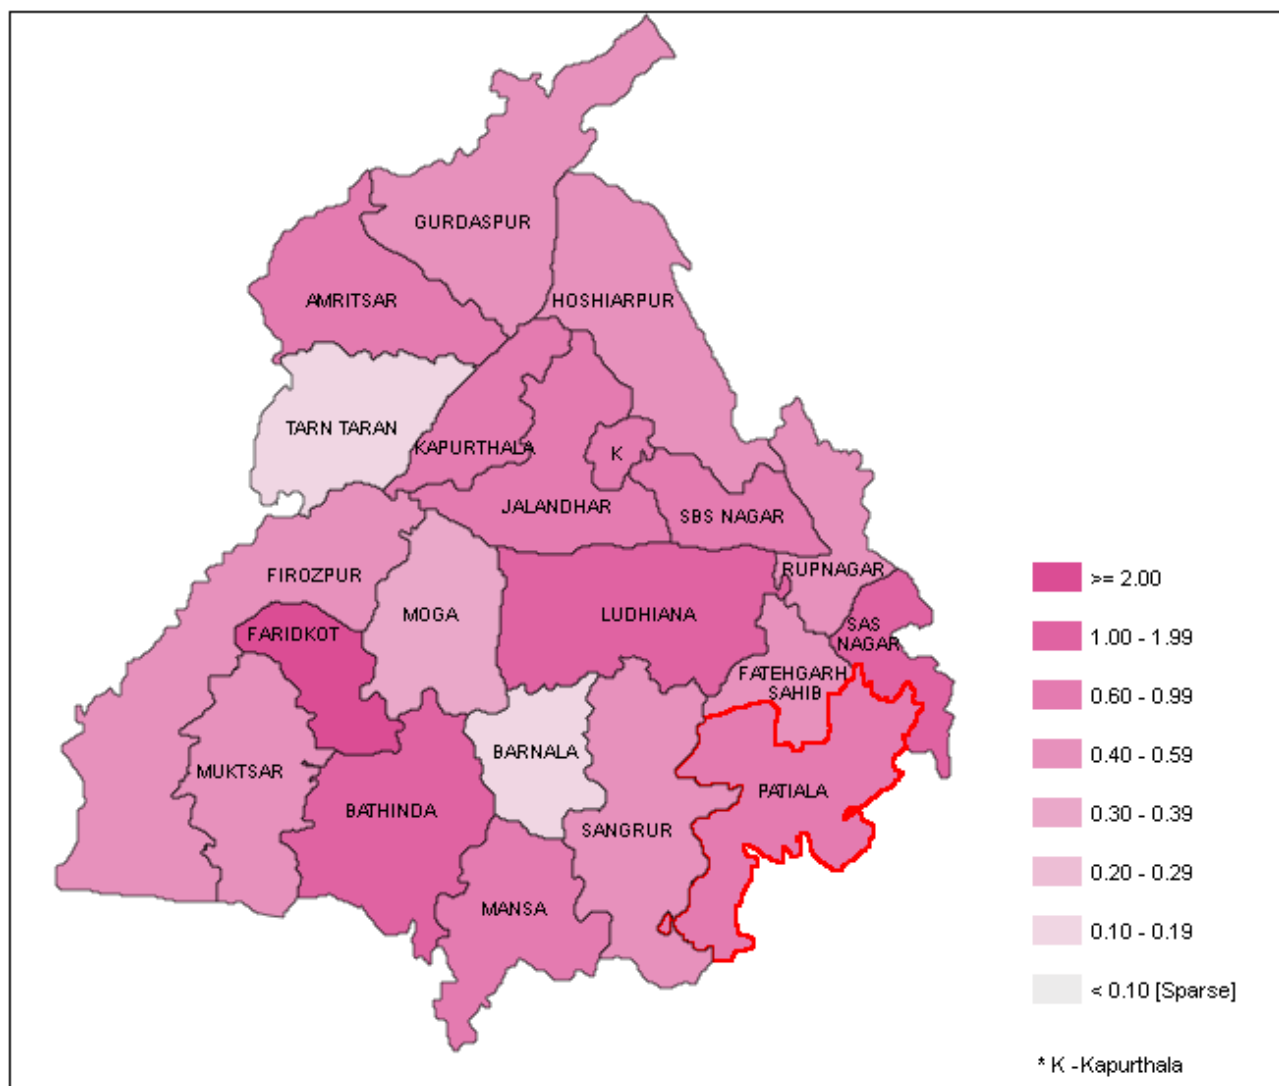 GURDASPUR
AMRITSAR
HOSHIARPUR
TARN TARAN
KAPURTHALA
K
JALANDHAR
SBS NAGAR
FIROZPUR
RUPNAGAR
MOGA
LUDHIANA
FARIDKOT
SAS
NAGAR
FATEHGARH
SAHIB
BARNALA
MUKTSAR
PATIALA
BATHINDA
SANGRUR
MANSA
>= 2.00
1.00 - 1.99
0.60 - 0.99
0.40 - 0.59
0.30 - 0.39
0.20 - 0.29
0.10 - 0.19
< 0.10 [Sparse]
* K -Kapurthala